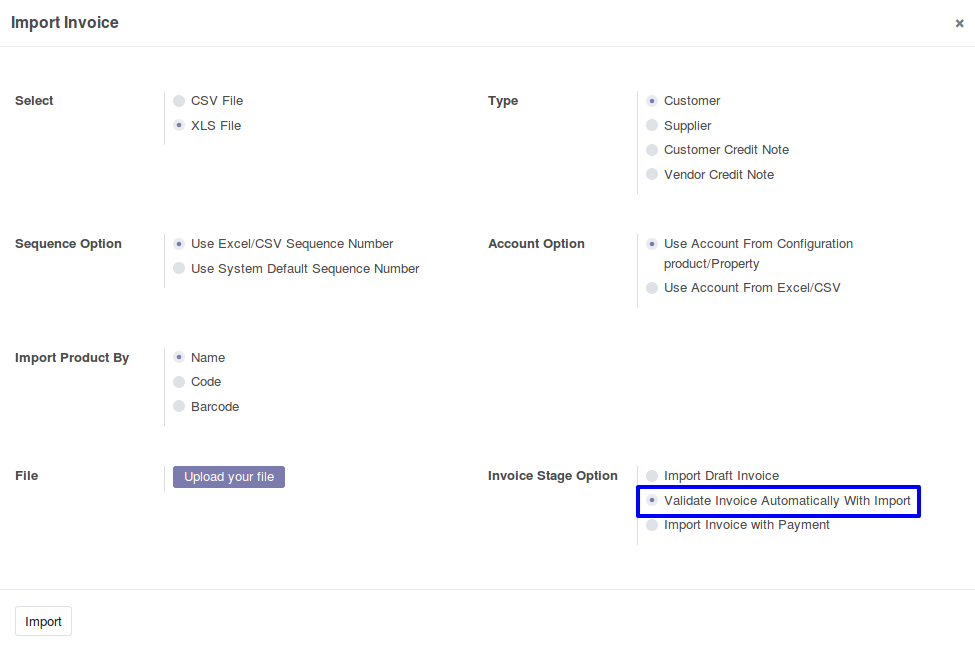 Import Invoice
×
Select
CSV File
XLS File
Type
Customer
Supplier
Customer Credit Note
Vendor Credit Note
Sequence Option
Use Excel/CSV Sequence Number
Use System Default Sequence Number
Account Option
Use Account From Configuration
product/Property
Use Account From Excel/CSV
Import Product By
Name
Code
Barcode
File
Upload your file
Invoice Stage Option
Import Draft Invoice
Validate Invoice Automatically With Import
Import Invoice with Payment
Import